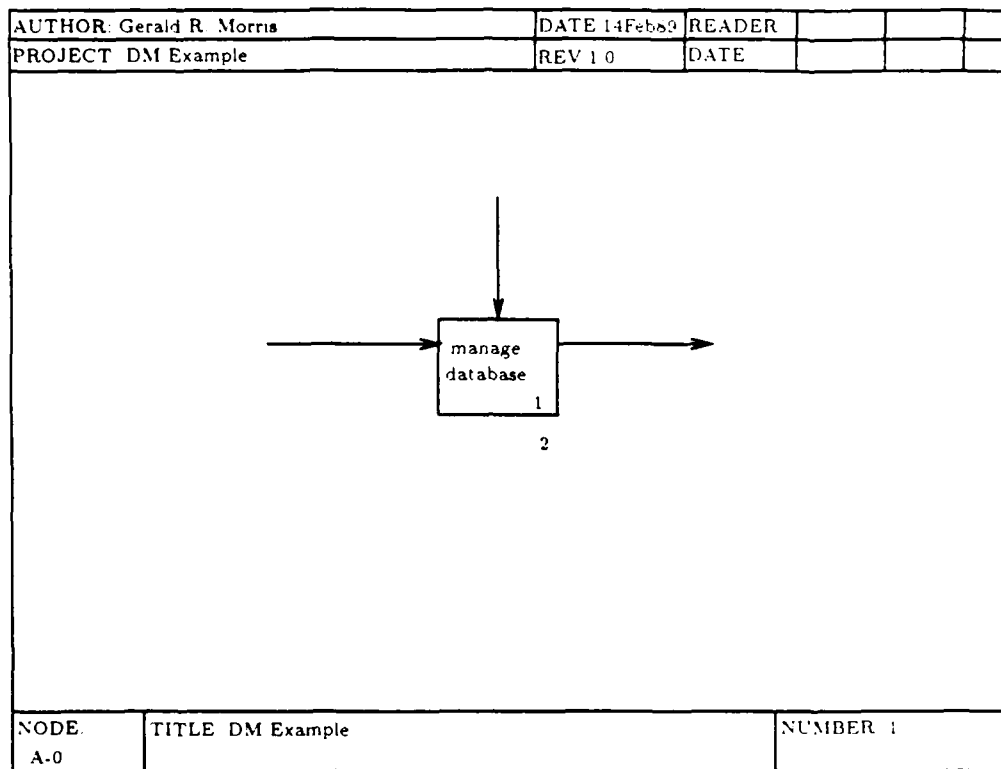 AUTHOR: Gerald R. Morris DATE 14Feb89 READER
PROJECT DM Example REV 1.0 DATE
manage
database
1
2
NODE. TITLE DM Example NUMBER 1
A-0